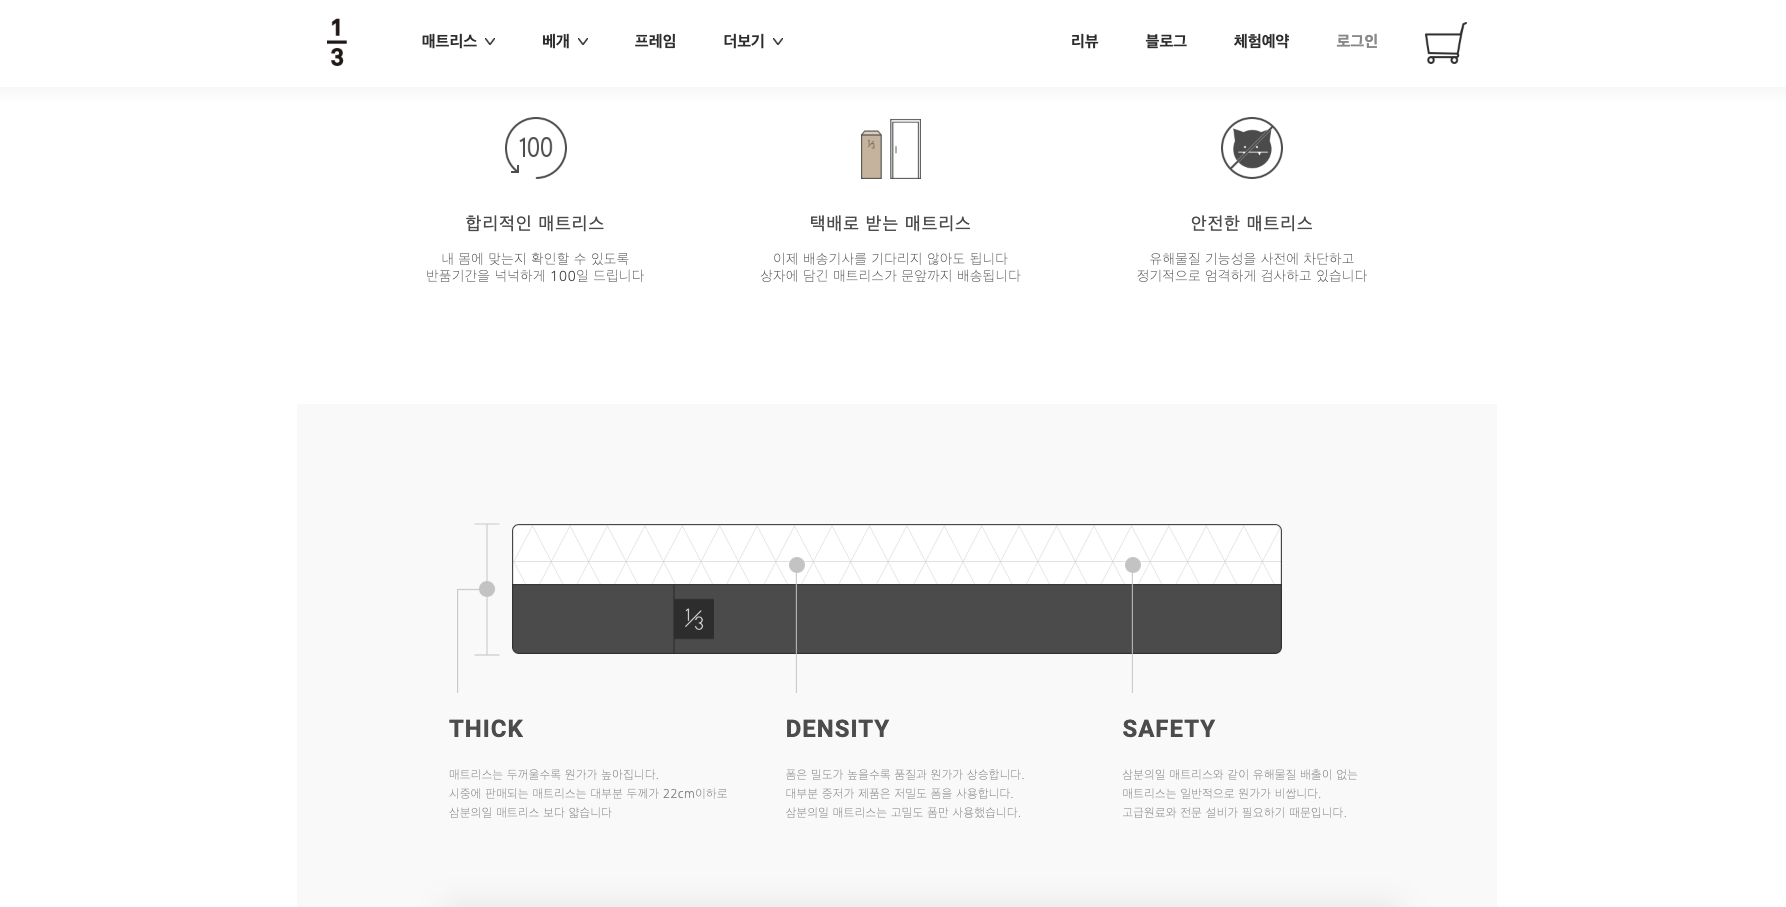 1
3
매트리스 베개 프레임 더보기 리뷰 블로그 체험예약 로그인
100
합리적인 매트리스
내 몸에 맞는지 확인할 수 있도록
반품기간을 넉넉하게 100일 드립니다
1/3
택배로 받는 매트리스
이제 배송기사를 기다리지 않아도 됩니다
상자에 담긴 매트리스가 문앞까지 배송됩니다
안전한 매트리스
유해물질 기능성을 사전에 차단하고
정기적으로 엄격하게 검사하고 있습니다
1/3
THICK
매트리스는 두꺼울수록 원가가 높아집니다.
시중에 판매되는 매트리스는 대부분 두께가 22cm이하로
삼분의일 매트리스 보다 얇습니다
DENSITY
폼은 밀도가 높을수록 품질과 원가가 상승합니다.
대부분 중저가 제품은 저밀도 폼을 사용합니다.
삼분의일 매트리스는 고밀도 폼만 사용했습니다.
SAFETY
삼분의일 매트리스와 같이 유해물질 배출이 없는
매트리스는 일반적으로 원가가 비쌉니다.
고급원료와 전문 설비가 필요하기 때문입니다.